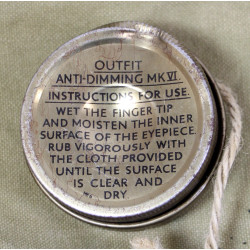 OUTFIT
ANTI-DIMMING MK VI
INSTRUCTIONS FOR USE.
WET THE FINGER TIP
AND MOISTEN THE INNER
SURFACE OF THE EYEPIECE.
RUB VIGOROUSLY WITH
THE CLOTH PROVIDED
UNTIL THE SURFACE
IS CLEAR AND
DRY.